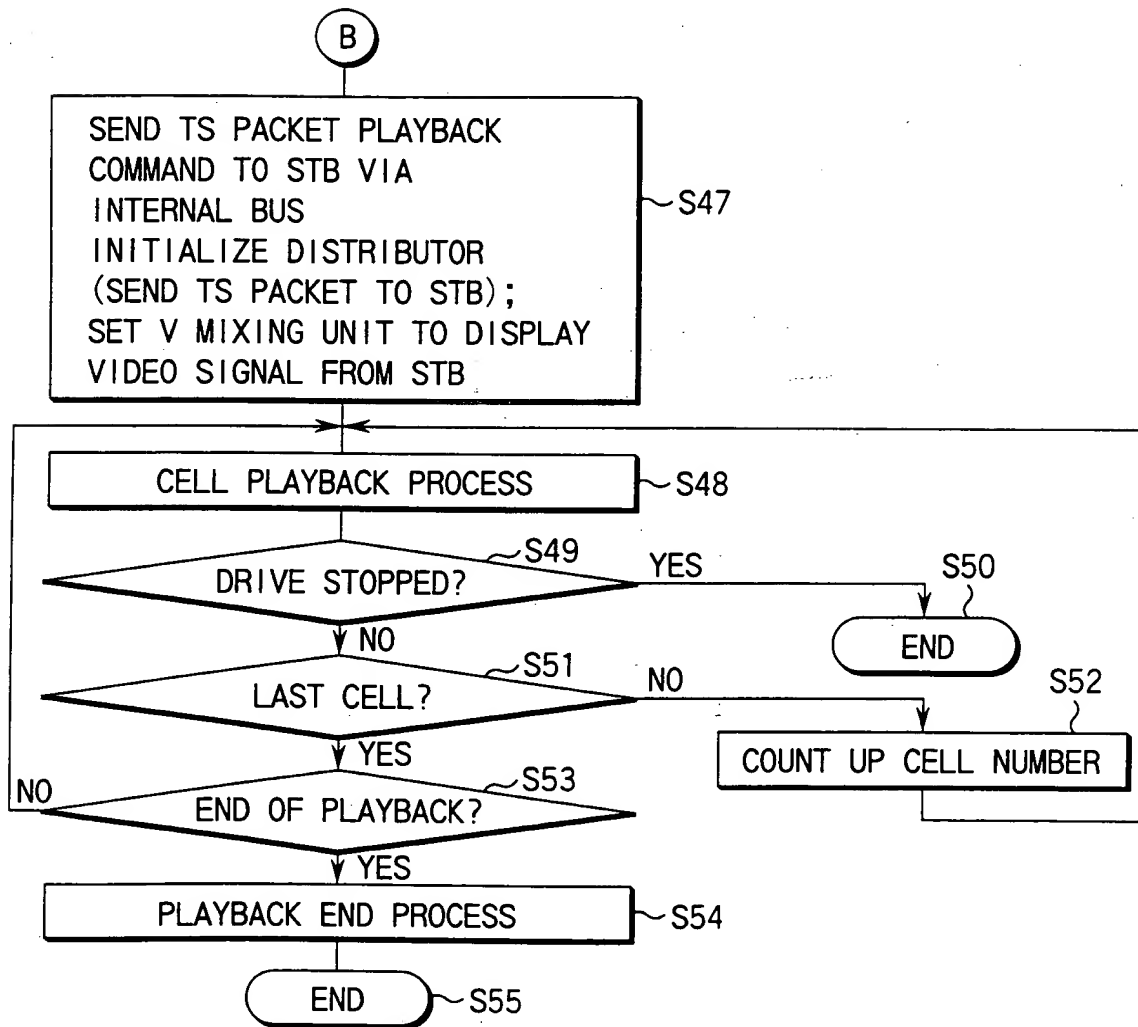 B
SEND TS PACKET PLAYBACK
COMMAND TO STB VIA
INTERNAL BUS
INITIALIZE DISTRIBUTOR
(SEND TS PACKET TO STB);
SET V MIXING UNIT TO DISPLAY
VIDEO SIGNAL FROM STB
S47
CELL PLAYBACK PROCESS
S48
DRIVE STOPPED?
S49
YES
S50
END
NO
LAST CELL?
S51
NO
S52
COUNT UP CELL NUMBER
YES
END OF PLAYBACK?
S53
NO
YES
PLAYBACK END PROCESS
S54
END
S55